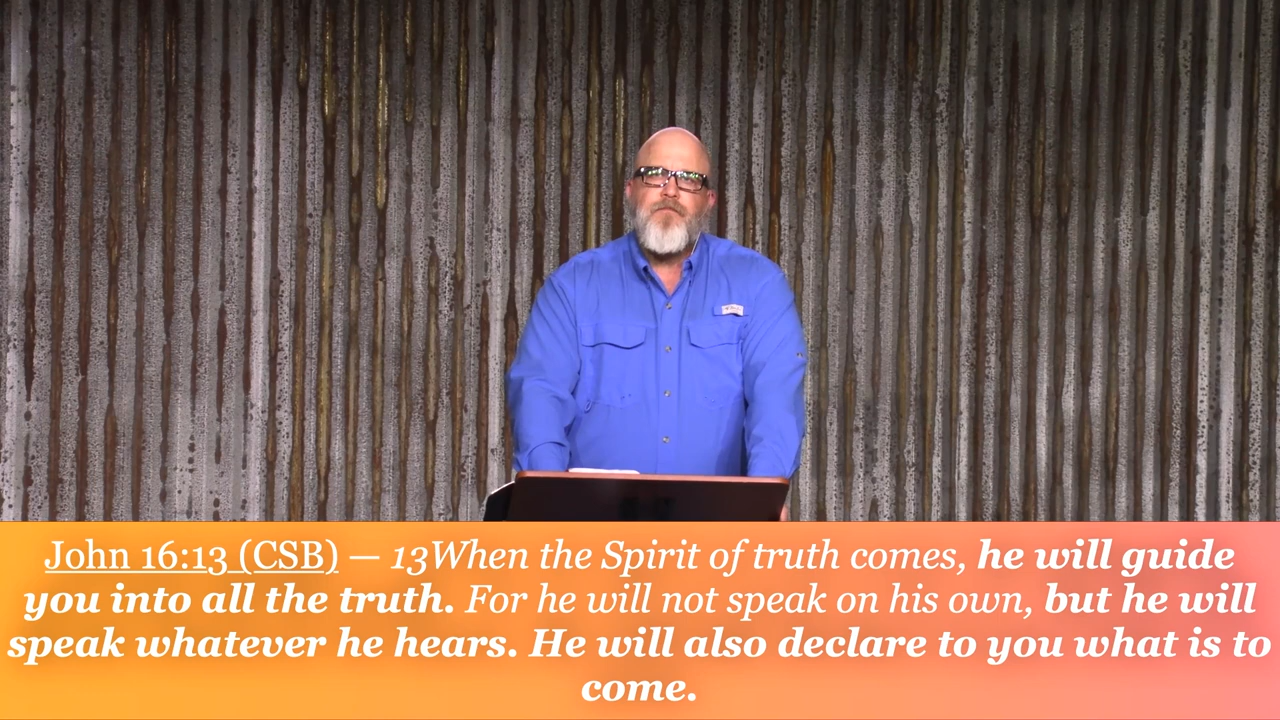 John 16:13 (CSB) — 13When the Spirit of truth comes, he will guide
you into all the truth. For he will not speak on his own, but he will
speak whatever he hears. He will also declare to you what is to
come.